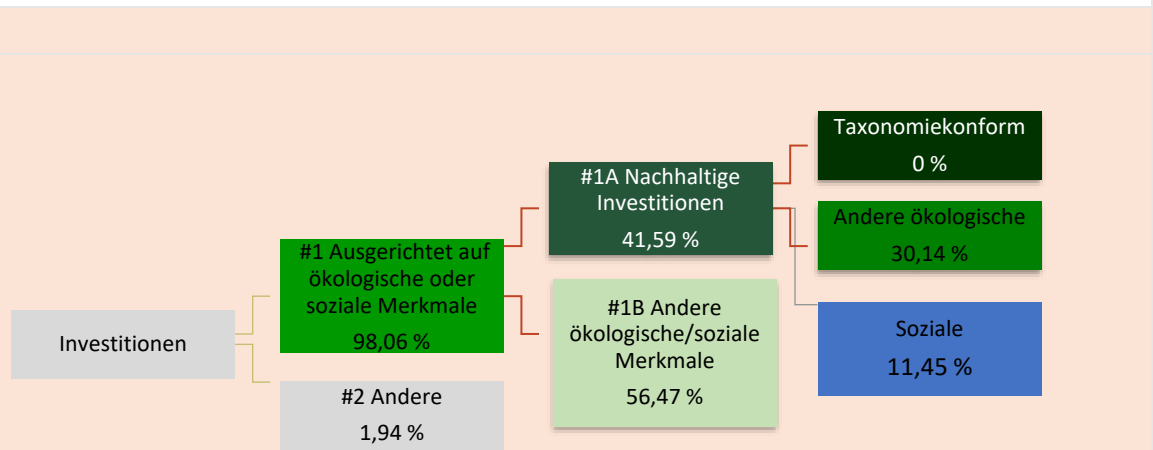 Investitionen
#1 Ausgerichtet auf
ökologische oder
soziale Merkmale
98,06 %
#2 Andere
1,94 %
#1A Nachhaltige
Investitionen
41,59 %
#1B Andere
ökologische/soziale
Merkmale
56,47 %
Taxonomiekonform
0 %
Andere ökologische
30,14 %
Soziale
11,45 %